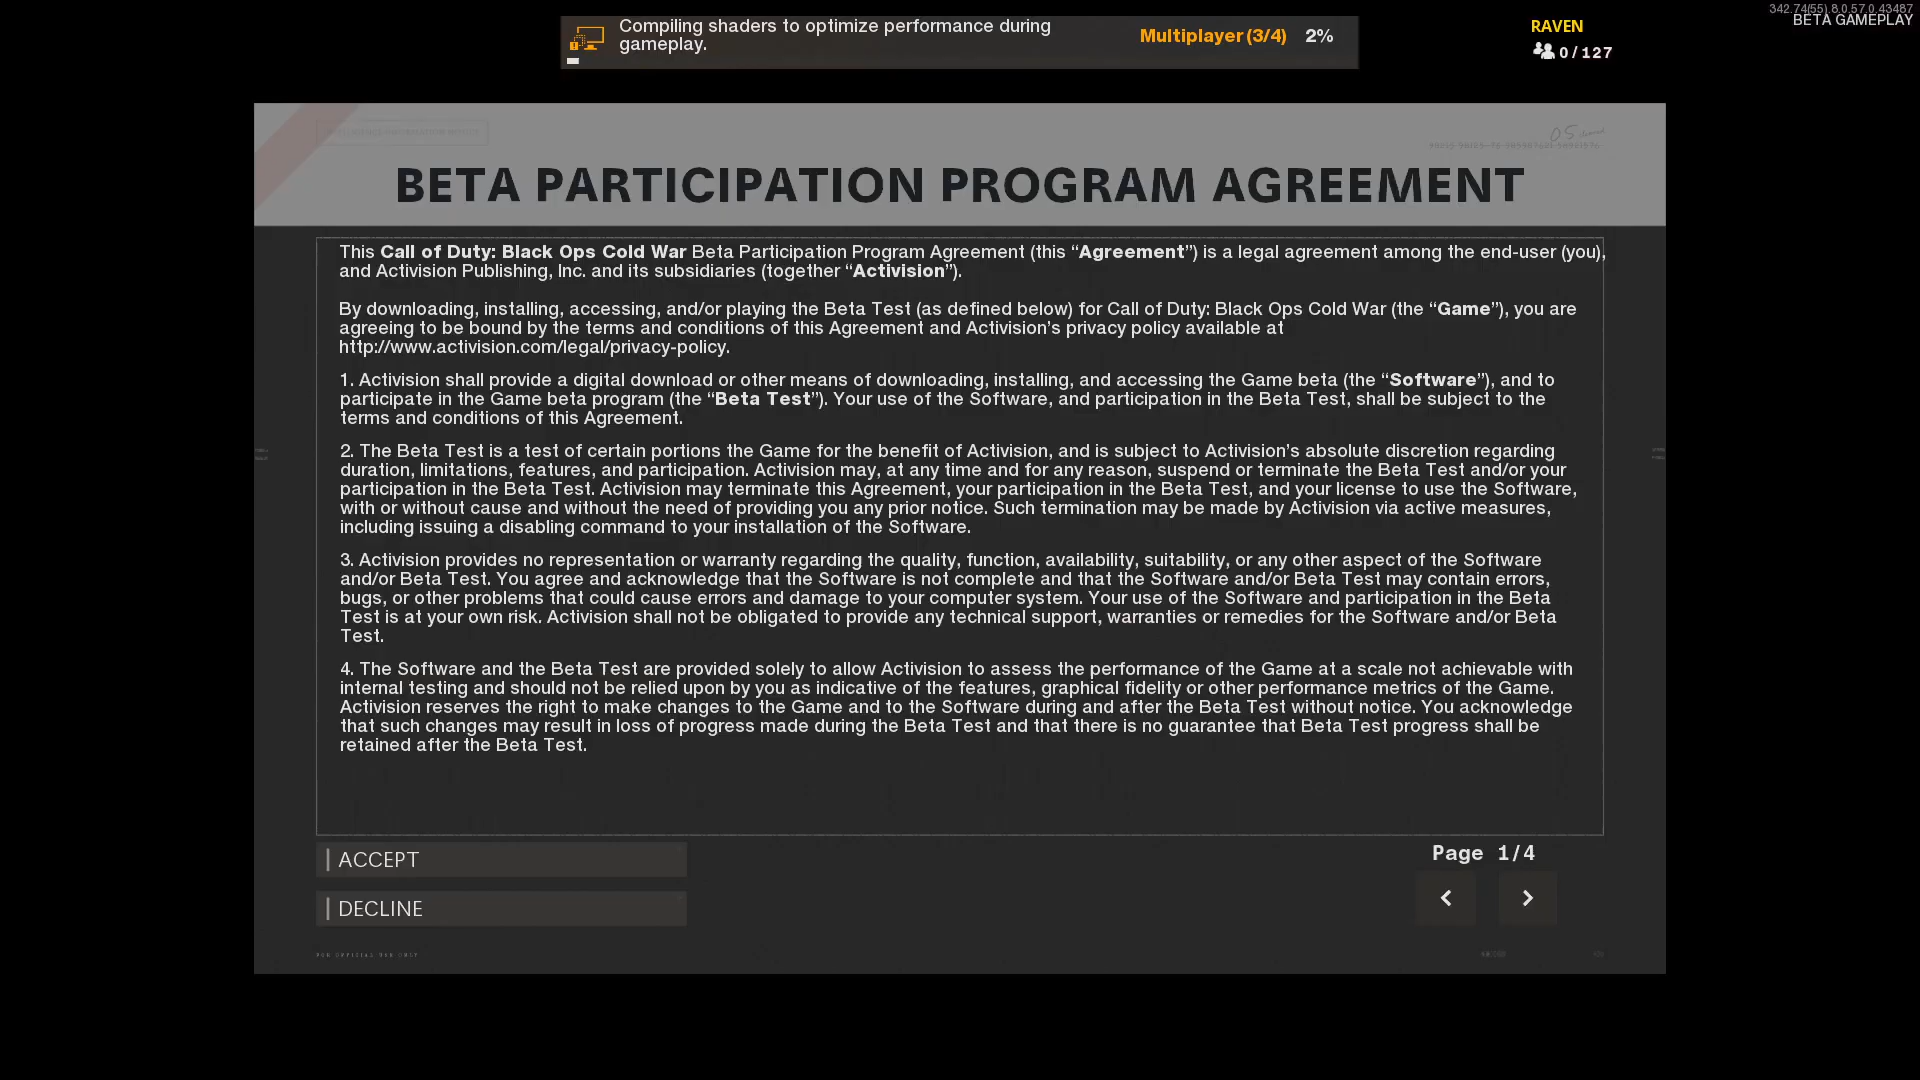 342.74(55).8.0.57.0.43487
BETA GAMEPLAY
Compiling shaders to optimize performance during
gameplay.
Multiplayer (3/4) 2%
RAVEN
0/127
BETA PARTICIPATION PROGRAM AGREEMENT
This Call of Duty: Black Ops Cold War Beta Participation Program Agreement (this “Agreement”) is a legal agreement among the end-user (you),
and Activision Publishing, Inc. and its subsidiaries (together “Activision”).
By downloading, installing, accessing, and/or playing the Beta Test (as defined below) for Call of Duty: Black Ops Cold War (the “Game”), you are
agreeing to be bound by the terms and conditions of this Agreement and Activision’s privacy policy available at
http://www.activision.com/legal/privacy-policy.
1. Activision shall provide a digital download or other means of downloading, installing, and accessing the Game beta (the “Software”), and to
participate in the Game beta program (the “Beta Test”). Your use of the Software, and participation in the Beta Test, shall be subject to the
terms and conditions of this Agreement.
2. The Beta Test is a test of certain portions the Game for the benefit of Activision, and is subject to Activision’s absolute discretion regarding
duration, limitations, features, and participation. Activision may, at any time and for any reason, suspend or terminate the Beta Test and/or your
participation in the Beta Test. Activision may terminate this Agreement, your participation in the Beta Test, and your license to use the Software,
with or without cause and without the need of providing you any prior notice. Such termination may be made by Activision via active measures,
including issuing a disabling command to your installation of the Software.
3. Activision provides no representation or warranty regarding the quality, function, availability, suitability, or any other aspect of the Software
and/or Beta Test. You agree and acknowledge that the Software is not complete and that the Software and/or Beta Test may contain errors,
bugs, or other problems that could cause errors and damage to your computer system. Your use of the Software and participation in the Beta
Test is at your own risk. Activision shall not be obligated to provide any technical support, warranties or remedies for the Software and/or Beta
Test.
4. The Software and the Beta Test are provided solely to allow Activision to assess the performance of the Game at a scale not achievable with
internal testing and should not be relied upon by you as indicative of the features, graphical fidelity or other performance metrics of the Game.
Activision reserves the right to make changes to the Game and to the Software during and after the Beta Test without notice. You acknowledge
that such changes may result in loss of progress made during the Beta Test and that there is no guarantee that Beta Test progress shall be
retained after the Beta Test.
ACCEPT
DECLINE
Page 1/4
FOR OFFICIAL USE ONLY